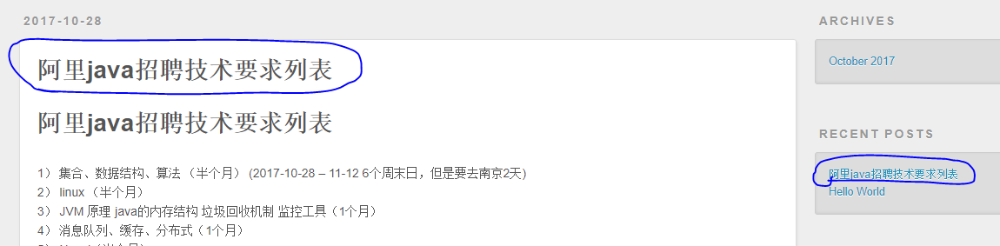 2017-10-28
阿里java招聘技术要求列表
阿里java招聘技术要求列表
1） 集合、数据结构、算法 （半个月） (2017-10-28 – 11-12 6个周末日，但是要去南京2天)
2） linux （半个月）
3） JVM 原理 java的内存结构 垃圾回收机制 监控工具（1个月）
4） 消息队列、缓存、分布式（1个月）
ARCHIVES
October 2017
RECENT POSTS
阿里java招聘技术要求列表
Hello World